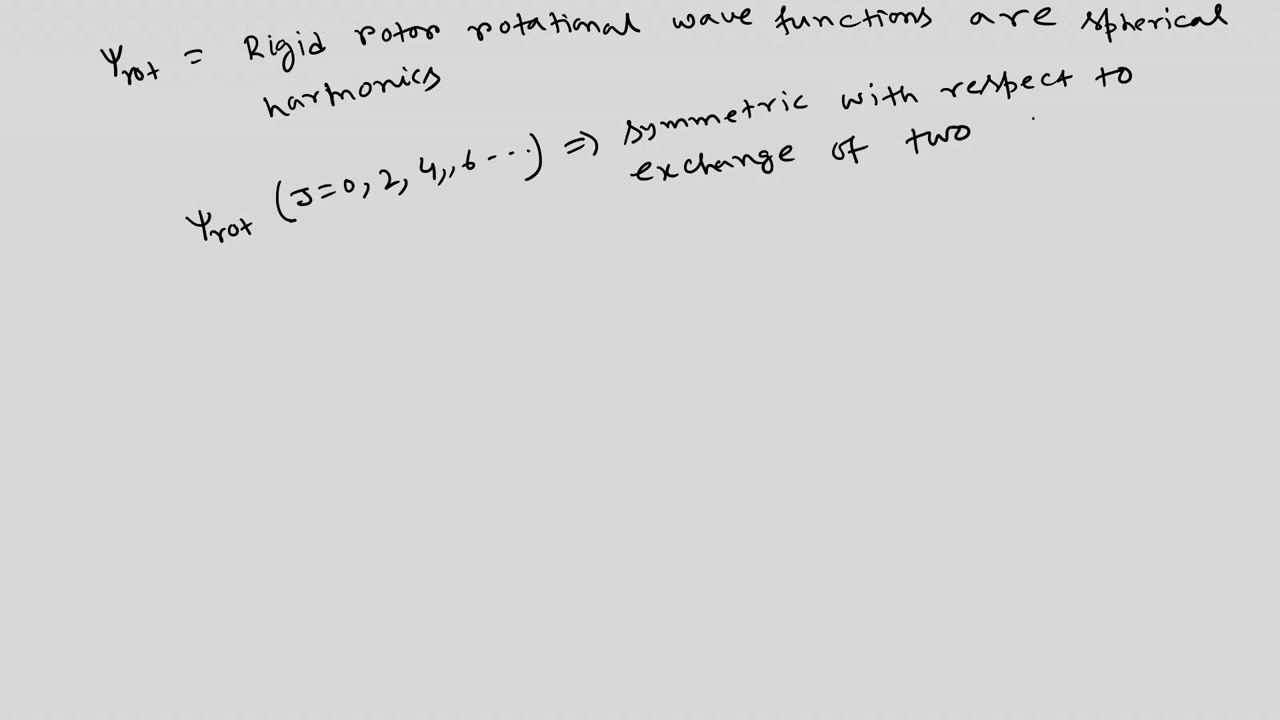 Ψrot = Rigid rotor rotational wave functions are spherical
harmonics
Ψrot (J=0, 2, 4,, 6 ...) ⇒ symmetric with respect to
exchange of two